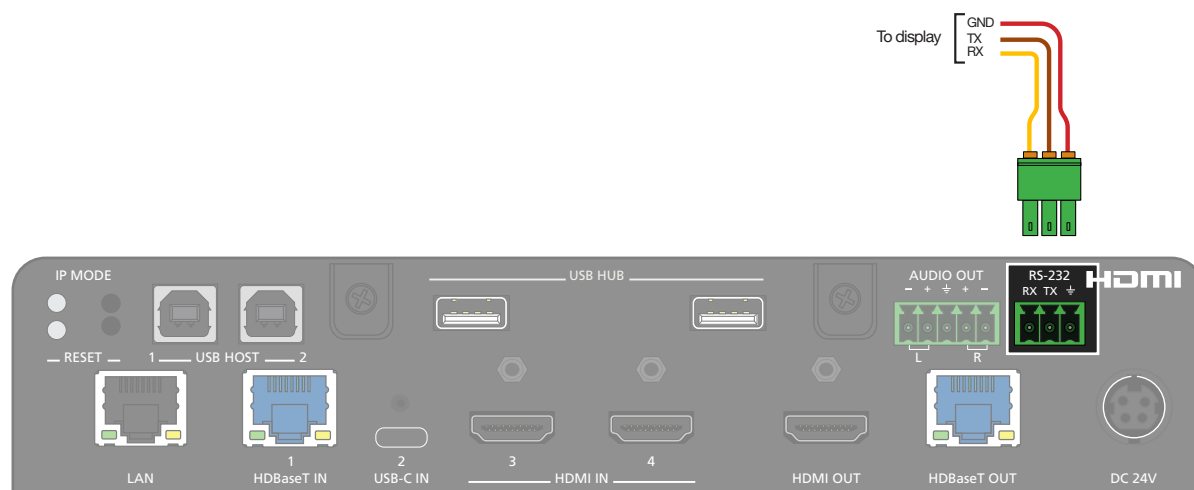 GND
To display TX
RX
IP MODE USB HUB AUDIO OUT RS-232 HDMI
- + ⏚ + - RX TX ⏚
RESET 1 USB HOST 2 L R
1 2 3 4
LAN HDBaseT IN USB-C IN HDMI IN HDMI OUT HDBaseT OUT DC 24V